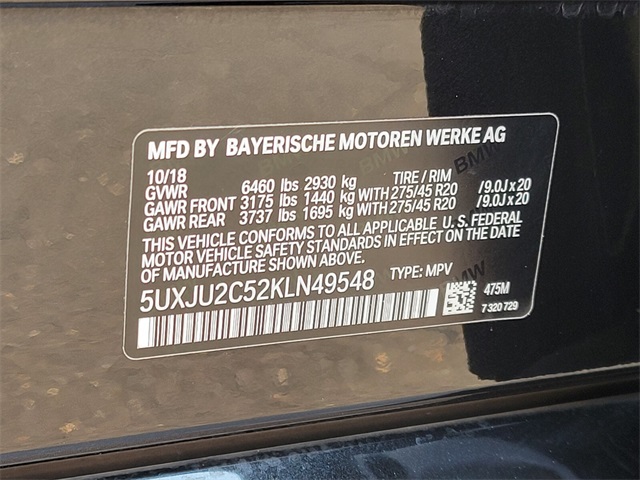 MFD BY BAYERISCHE MOTOREN WERKE AG
10/18 TIRE / RIM
GVWR 6460 lbs 2930 kg
GAWR FRONT 3175 lbs 1440 kg WITH 275/45 R20 /9.0J x 20
GAWR REAR 3737 lbs 1695 kg WITH 275/45 R20 /9.0J x 20
THIS VEHICLE CONFORMS TO ALL APPLICABLE U.S. FEDERAL
MOTOR VEHICLE SAFETY STANDARDS IN EFFECT ON THE DATE
OF MANUFACTURE SHOWN ABOVE.
5UXJU2C52KLN49548 TYPE: MPV
475M
7 320 729
BMW
BMW
BMW